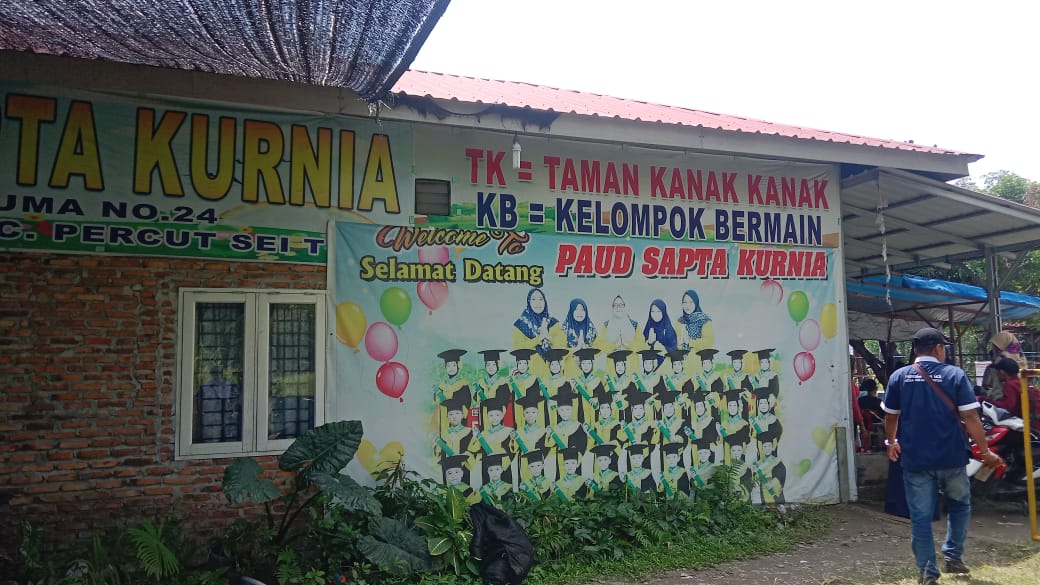 TA KURNIA
UMA NO.24
C. PERCUT SEI T
TK = TAMAN KANAK KANAK
KB = KELOMPOK BERMAIN
Welcome To
Selamat Datang
PAUD SAPTA KURNIA